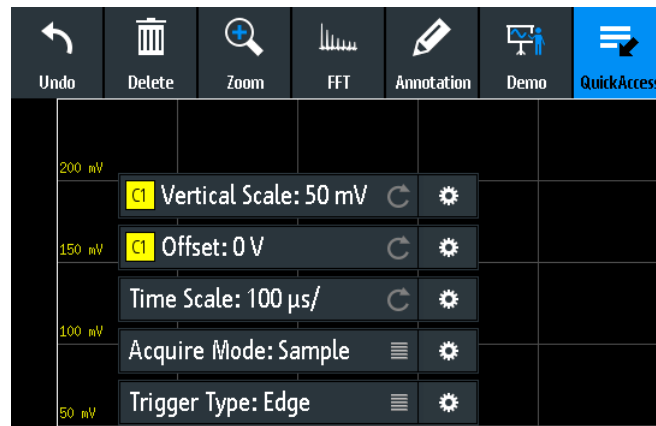 Undo Delete Zoom FFT Annotation Demo QuickAccess
200 mV
C1 Vertical Scale: 50 mV
150 mV
C1 Offset: 0 V
Time Scale: 100 µs/
100 mV
Acquire Mode: Sample
Trigger Type: Edge
50 mV